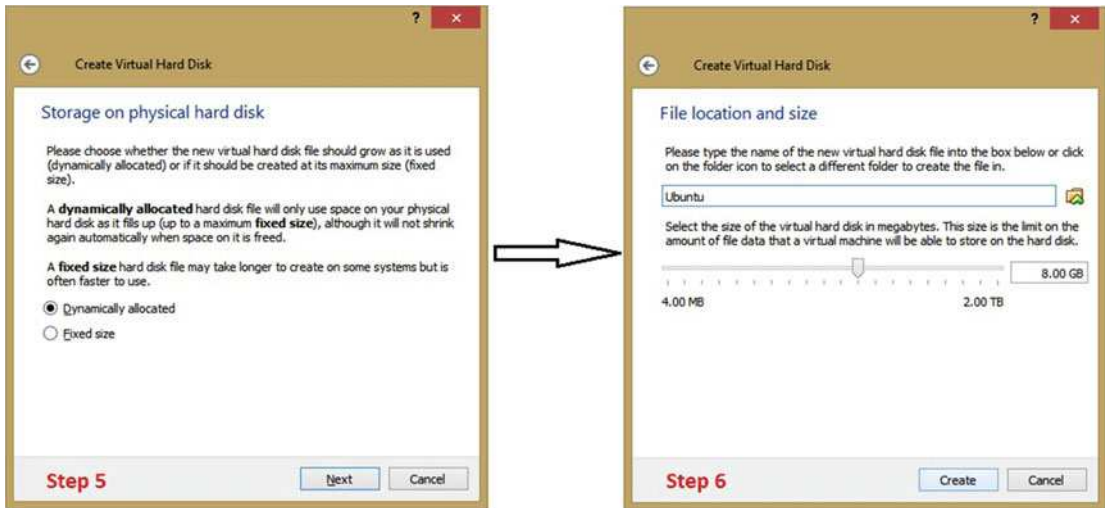 ?
Create Virtual Hard Disk
Storage on physical hard disk
Please choose whether the new virtual hard disk file should grow as it is used
(dynamically allocated) or if it should be created at its maximum size (fixed
size).
A dynamically allocated hard disk file will only use space on your physical
hard disk as it fills up (up to a maximum fixed size), although it will not shrink
again automatically when space on it is freed.
A fixed size hard disk file may take longer to create on some systems but is
often faster to use.
Dynamically allocated
Fixed size
Step 5
Next
Cancel
?
Create Virtual Hard Disk
File location and size
Please type the name of the new virtual hard disk file into the box below or click
on the folder icon to select a different folder to create the file in.
Ubuntu
Select the size of the virtual hard disk in megabytes. This size is the limit on the
amount of file data that a virtual machine will be able to store on the hard disk.
8.00 GB
4.00 MB
2.00 TB
Step 6
Create
Cancel